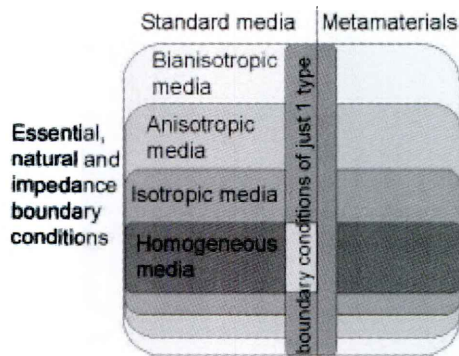 Standard media Metamaterials
Bianisotropic
media
Anisotropic
media
Essential,
natural and
impedance
boundary
conditions
Isotropic media
Homogeneous
media
boundary conditions of just 1 type